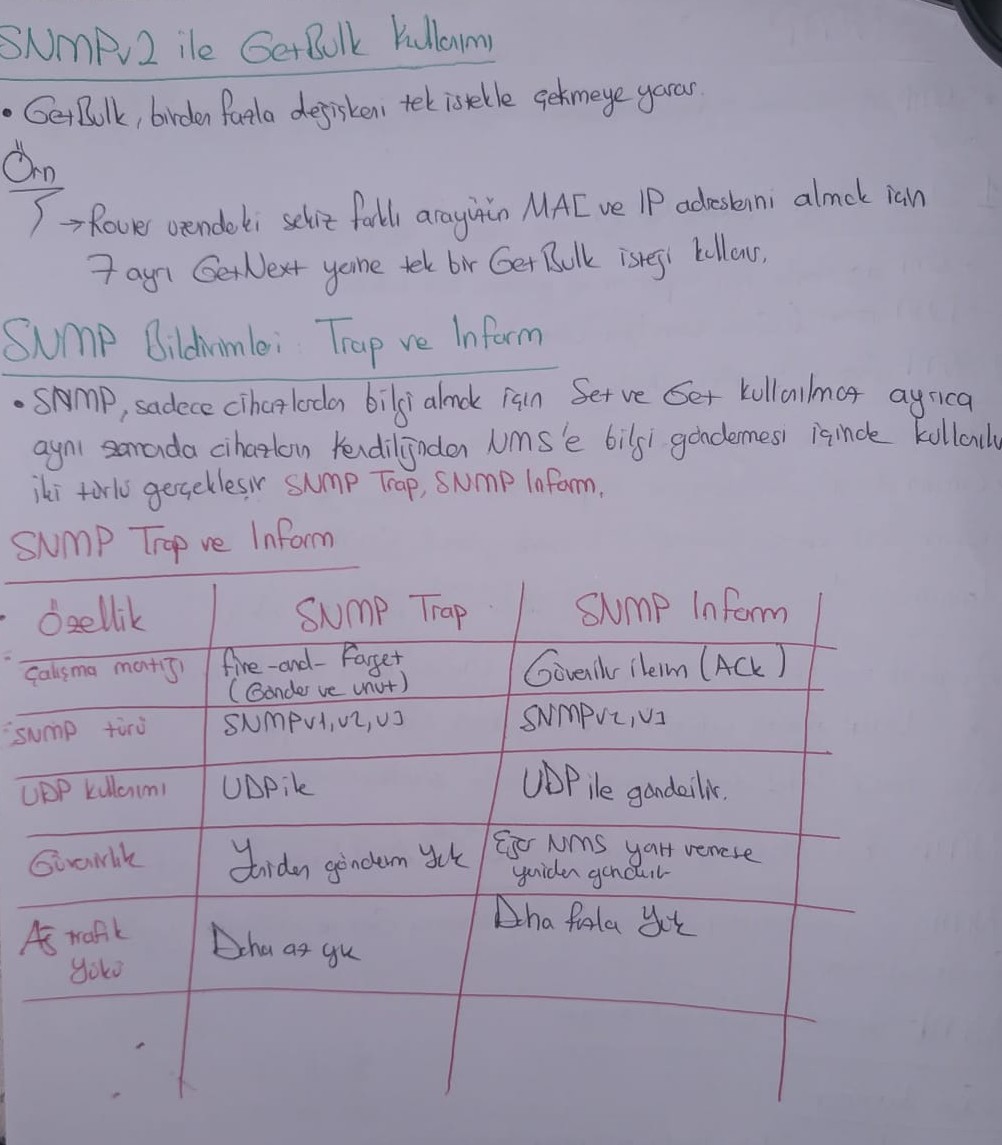 SNMPv2 ile GetBulk Kullanımı
• GetBulk, birden fazla değişkeni tek istekle çekmeye yarar.
Örn
→ Router üzerideki sekiz farklı arayüzün MAC ve IP adreslerini almak için
7 ayrı GetNext yerine tek bir GetBulk isteği kullanır.
SNMP Bildirimleri Trap ve Inform
• SNMP, sadece cihazlardan bilgi almak için Set ve Get kullanılmaz ayrıca
aynı zamanda cihazların kendiliğinden NMS'e bilgi göndermesi içinde kullanılır
iki türlü gerçekleşir SNMP Trap, SNMP Inform.
SNMP Trap ve Inform
Özellik SNMP Trap SNMP Inform
Çalışma mantığı fire-and-Farget Güvenilir iletim (ACK)
(Gönder ve unut)
SNMP türü SNMPv1,v2,v3 SNMPv2,v3
UDP kullanımı UDP ile UDP ile gönderilir.
Güvenirlik Yeniden gönderim Yok Eğer NMS yanıt vermezse
yeniden gönderilir
Ağ trafik Daha az yük Daha fazla Yük
Yükü